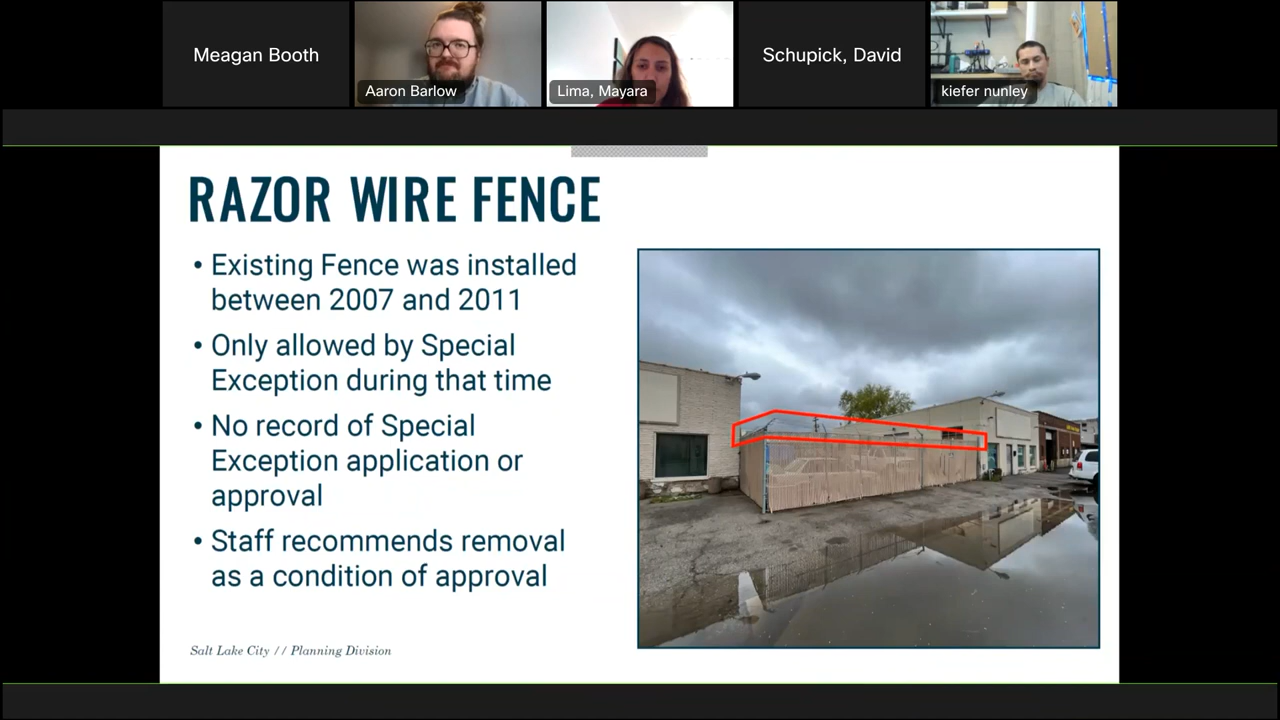 Meagan Booth
Aaron Barlow
Lima, Mayara
Schupick, David
kiefer nunley
RAZOR WIRE FENCE
• Existing Fence was installed
between 2007 and 2011
• Only allowed by Special
Exception during that time
• No record of Special
Exception application or
approval
• Staff recommends removal
as a condition of approval
Salt Lake City // Planning Division